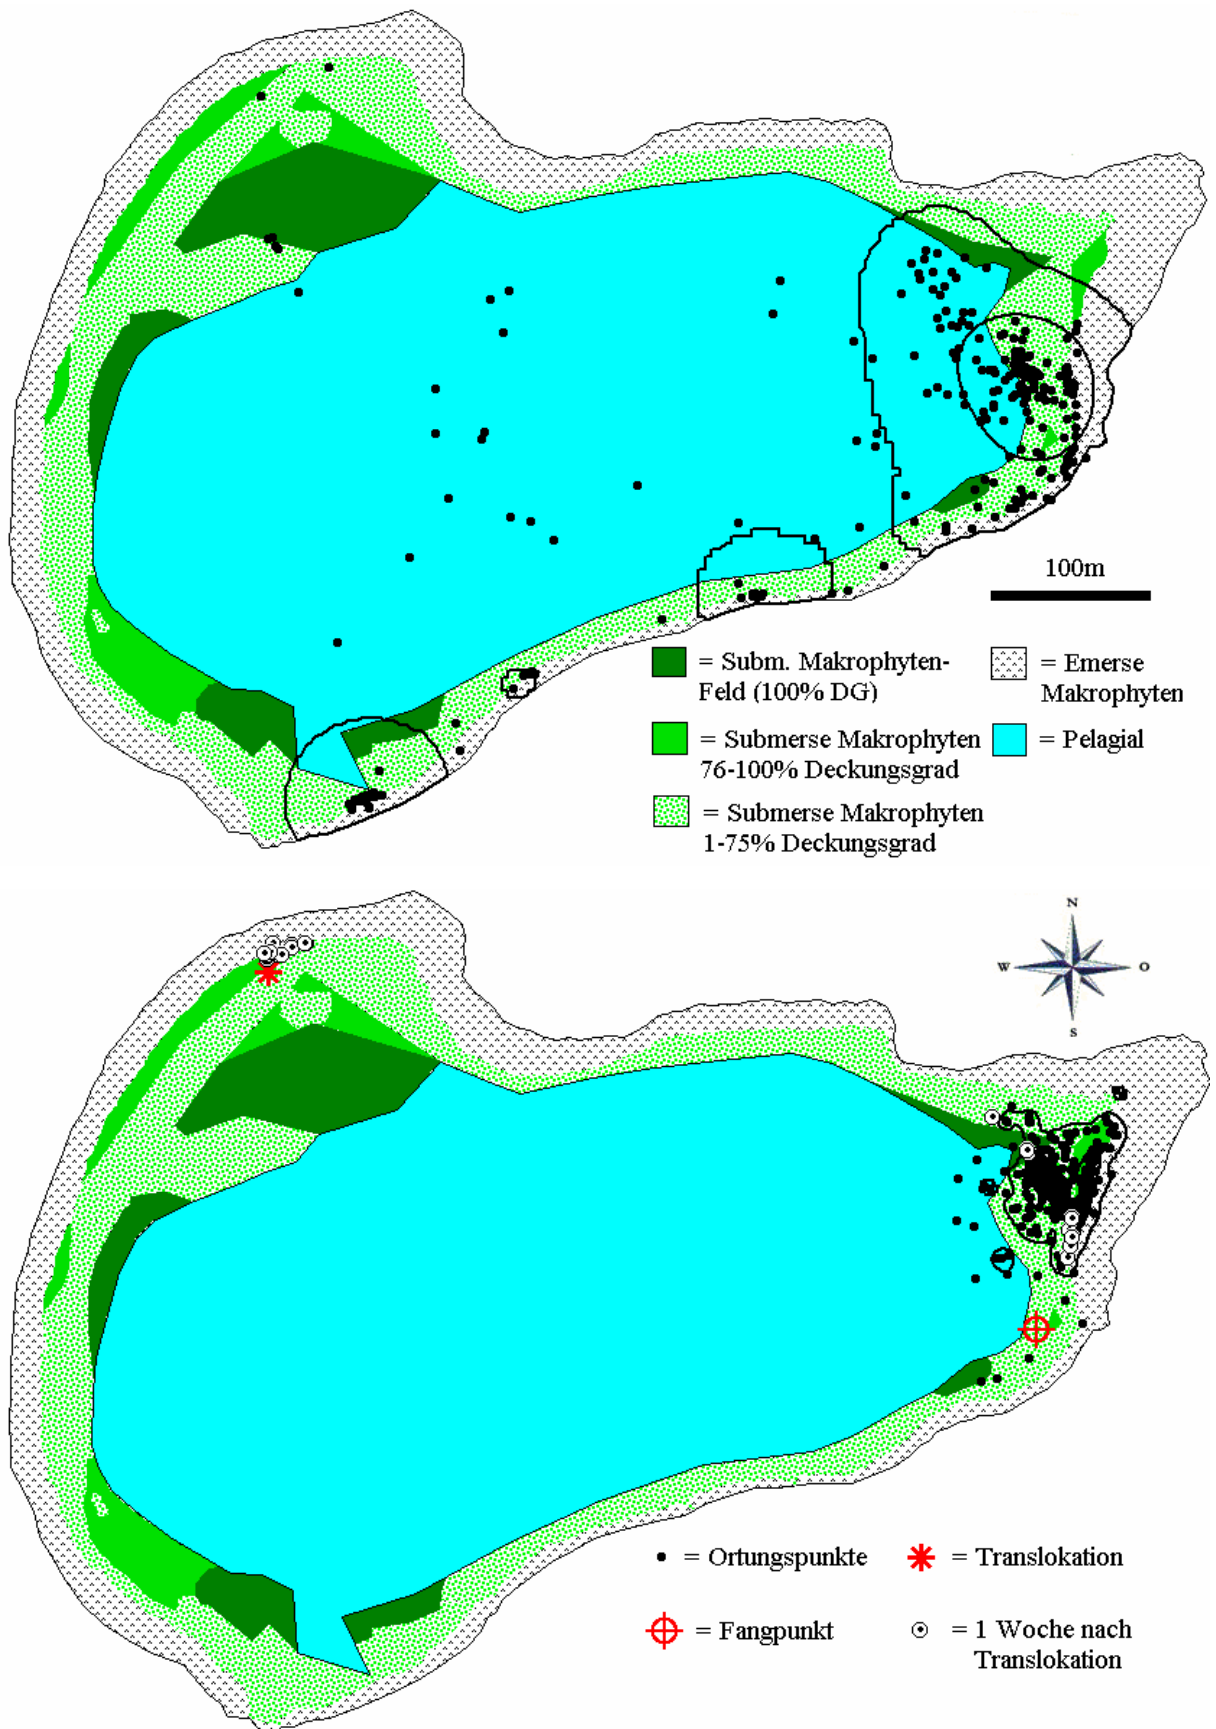 100m
= Subm. Makrophyten-
Feld (100% DG)
= Emerse
Makrophyten
= Submerse Makrophyten
76-100% Deckungsgrad
= Pelagial
= Submerse Makrophyten
1-75% Deckungsgrad
N
W
O
S
= Ortungspunkte
= Translokation
= Fangpunkt
= 1 Woche nach
Translokation